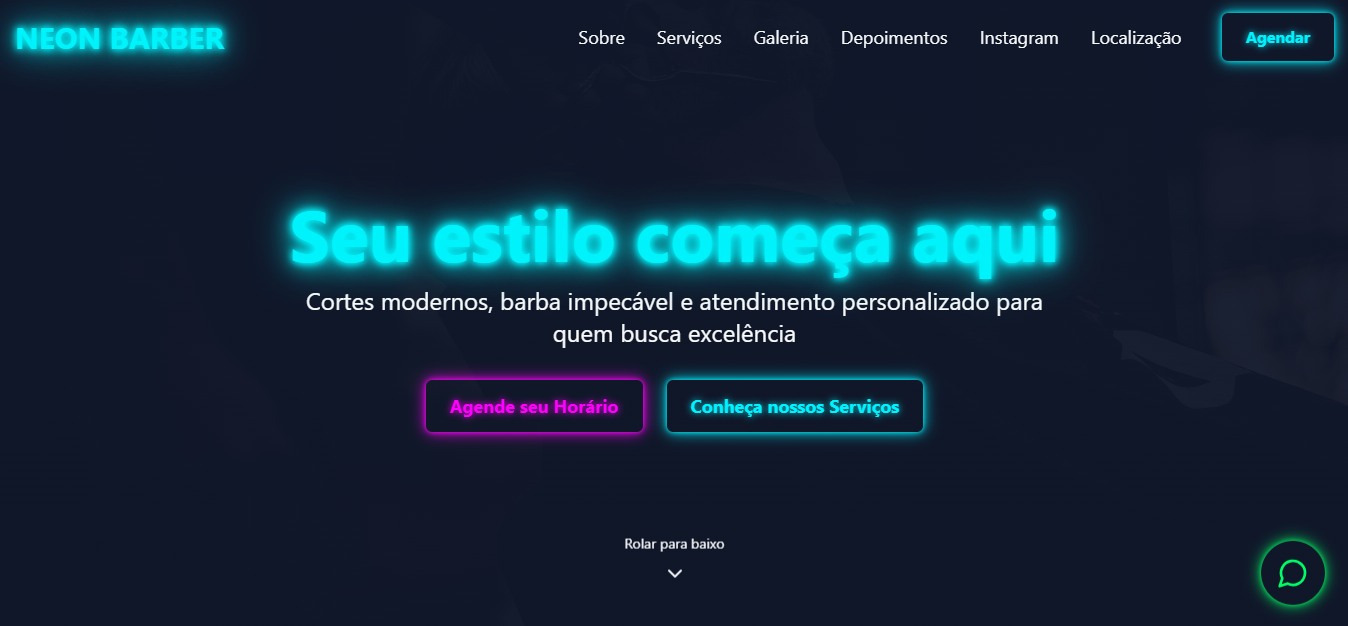 NEON BARBER
Sobre
Serviços
Galeria
Depoimentos
Instagram
Localização
Agendar
Seu estilo começa aqui
Cortes modernos, barba impecável e atendimento personalizado para
quem busca excelência
Agende seu Horário
Conheça nossos Serviços
Rolar para baixo